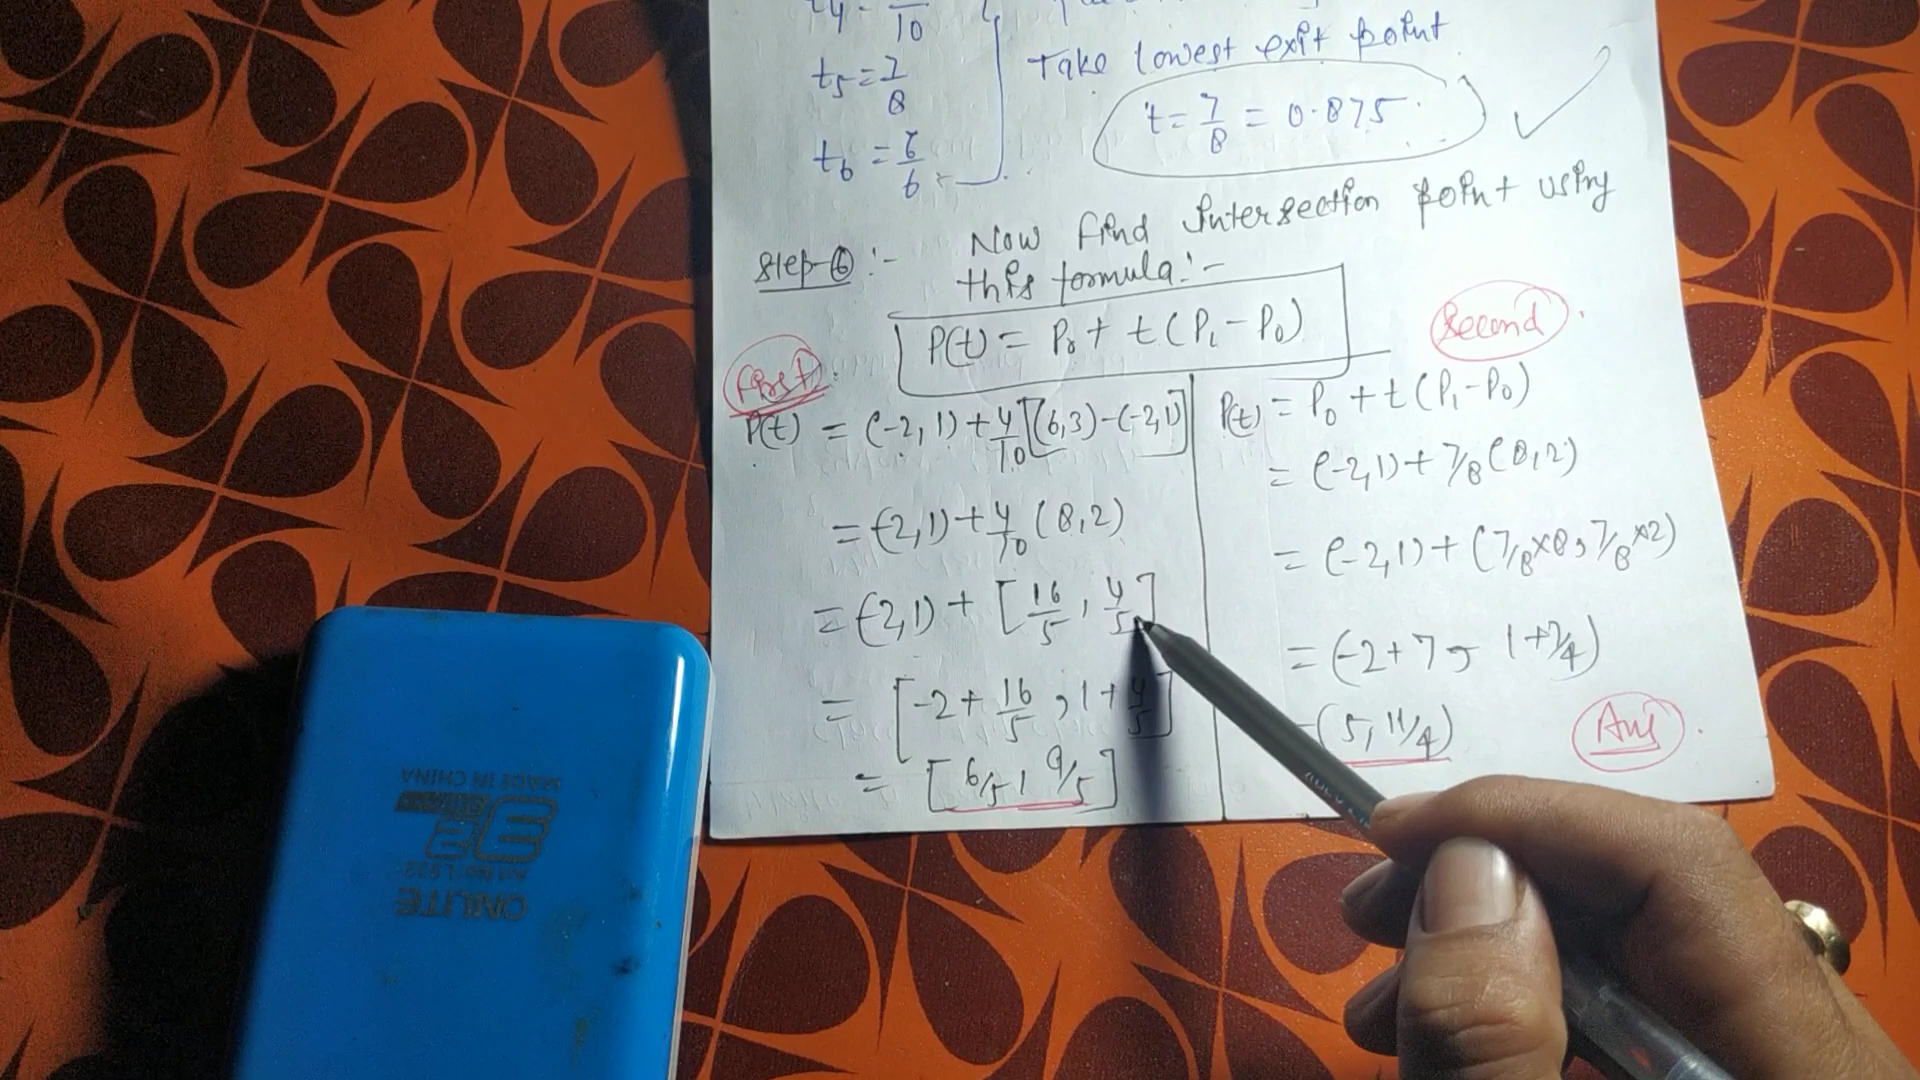 t4 = /10
t5 = 7/8
t6 = 6/6
Take lowest exit point
t = 7/8 = 0.875
Step-6 :- Now find intersection point using
this formula :-
P(t) = P0 + t(P1 - P0)
First
P(t) = (-2, 1) + 4/10 [(6,3) - (-2,1)]
= (-2,1) + 4/10 (8,2)
= (-2,1) + [16/5, 4/5]
= [-2 + 16/5, 1 + 4/5]
= [6/5, 9/5]
Second
P(t) = P0 + t(P1 - P0)
= (-2,1) + 7/8 (8,2)
= (-2,1) + (7/8×8, 7/8×2)
= (-2+7, 1+7/4)
= (5, 11/4)
Ans
MADE IN CHINA
ORILITE